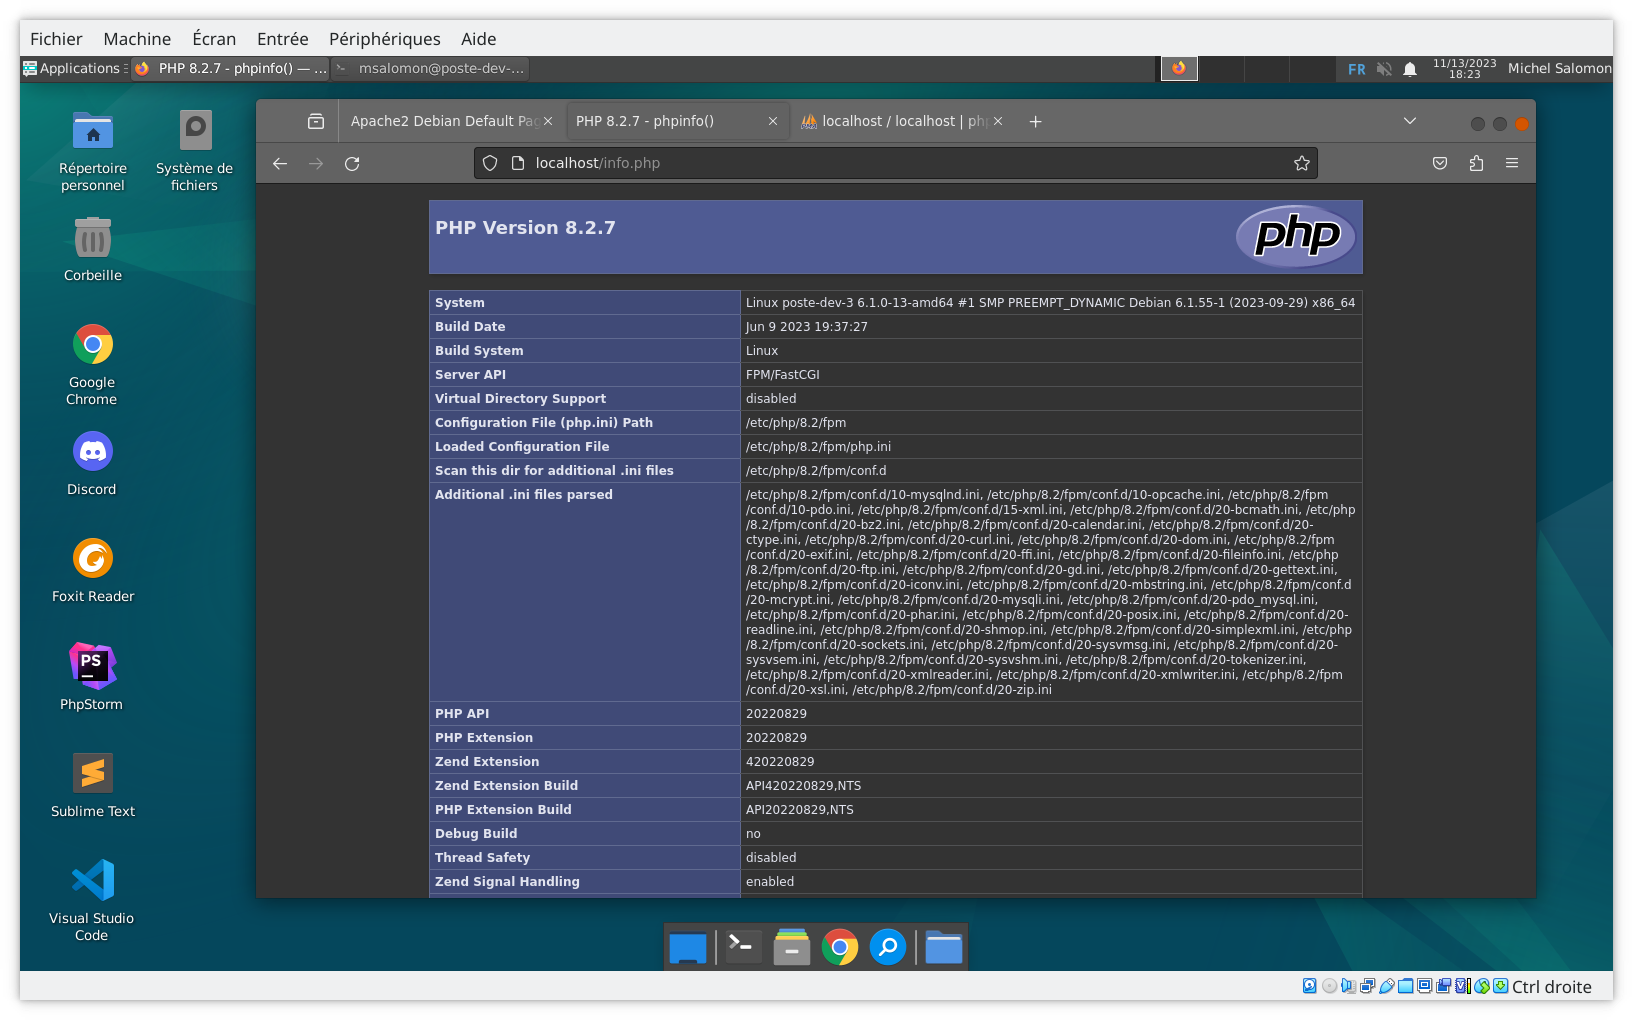 Fichier Machine Écran Entrée Périphériques Aide
Applications PHP 8.2.7 - phpinfo() — ... msalomon@poste-dev-... FR 11/13/2023 18:23 Michel Salomon
Répertoire personnel
Système de fichiers
Corbeille
Google Chrome
Discord
Foxit Reader
PS
PhpStorm
Sublime Text
Visual Studio Code
Apache2 Debian Default Pag PHP 8.2.7 - phpinfo() PMA localhost / localhost | php
localhost/info.php
PHP Version 8.2.7 php
System Linux poste-dev-3 6.1.0-13-amd64 #1 SMP PREEMPT_DYNAMIC Debian 6.1.55-1 (2023-09-29) x86_64
Build Date Jun 9 2023 19:37:27
Build System Linux
Server API FPM/FastCGI
Virtual Directory Support disabled
Configuration File (php.ini) Path /etc/php/8.2/fpm
Loaded Configuration File /etc/php/8.2/fpm/php.ini
Scan this dir for additional .ini files /etc/php/8.2/fpm/conf.d
Additional .ini files parsed /etc/php/8.2/fpm/conf.d/10-mysqlnd.ini, /etc/php/8.2/fpm/conf.d/10-opcache.ini, /etc/php/8.2/fpm
/conf.d/10-pdo.ini, /etc/php/8.2/fpm/conf.d/15-xml.ini, /etc/php/8.2/fpm/conf.d/20-bcmath.ini, /etc/php
/8.2/fpm/conf.d/20-bz2.ini, /etc/php/8.2/fpm/conf.d/20-calendar.ini, /etc/php/8.2/fpm/conf.d/20-
ctype.ini, /etc/php/8.2/fpm/conf.d/20-curl.ini, /etc/php/8.2/fpm/conf.d/20-dom.ini, /etc/php/8.2/fpm
/conf.d/20-exif.ini, /etc/php/8.2/fpm/conf.d/20-ffi.ini, /etc/php/8.2/fpm/conf.d/20-fileinfo.ini, /etc/php
/8.2/fpm/conf.d/20-ftp.ini, /etc/php/8.2/fpm/conf.d/20-gd.ini, /etc/php/8.2/fpm/conf.d/20-gettext.ini,
/etc/php/8.2/fpm/conf.d/20-iconv.ini, /etc/php/8.2/fpm/conf.d/20-mbstring.ini, /etc/php/8.2/fpm/conf.d
/20-mcrypt.ini, /etc/php/8.2/fpm/conf.d/20-mysqli.ini, /etc/php/8.2/fpm/conf.d/20-pdo_mysql.ini,
/etc/php/8.2/fpm/conf.d/20-phar.ini, /etc/php/8.2/fpm/conf.d/20-posix.ini, /etc/php/8.2/fpm/conf.d/20-
readline.ini, /etc/php/8.2/fpm/conf.d/20-shmop.ini, /etc/php/8.2/fpm/conf.d/20-simplexml.ini, /etc/php
/8.2/fpm/conf.d/20-sockets.ini, /etc/php/8.2/fpm/conf.d/20-sysvmsg.ini, /etc/php/8.2/fpm/conf.d/20-
sysvsem.ini, /etc/php/8.2/fpm/conf.d/20-sysvshm.ini, /etc/php/8.2/fpm/conf.d/20-tokenizer.ini,
/etc/php/8.2/fpm/conf.d/20-xmlreader.ini, /etc/php/8.2/fpm/conf.d/20-xmlwriter.ini, /etc/php/8.2/fpm
/conf.d/20-xsl.ini, /etc/php/8.2/fpm/conf.d/20-zip.ini
PHP API 20220829
PHP Extension 20220829
Zend Extension 420220829
Zend Extension Build API420220829,NTS
PHP Extension Build API20220829,NTS
Debug Build no
Thread Safety disabled
Zend Signal Handling enabled
Ctrl droite